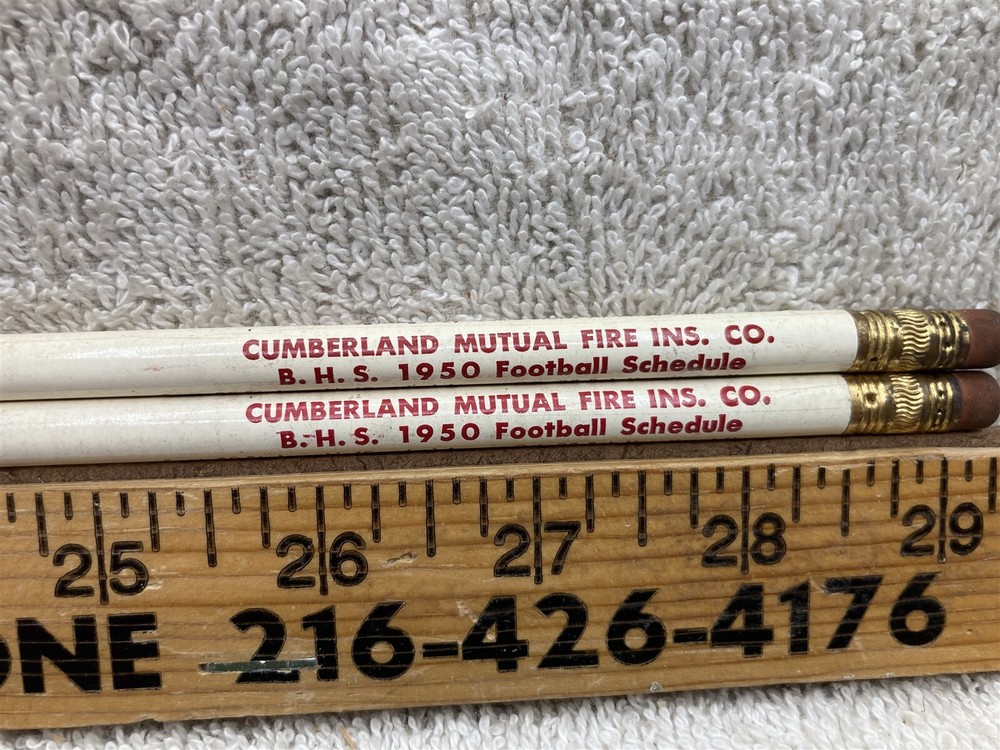 CUMBERLAND MUTUAL FIRE INS. CO.
B. H. S. 1950 Football Schedule
CUMBERLAND MUTUAL FIRE INS. CO.
B. H. S. 1950 Football Schedule
25 26 27 28 29
NE 216-426-4176